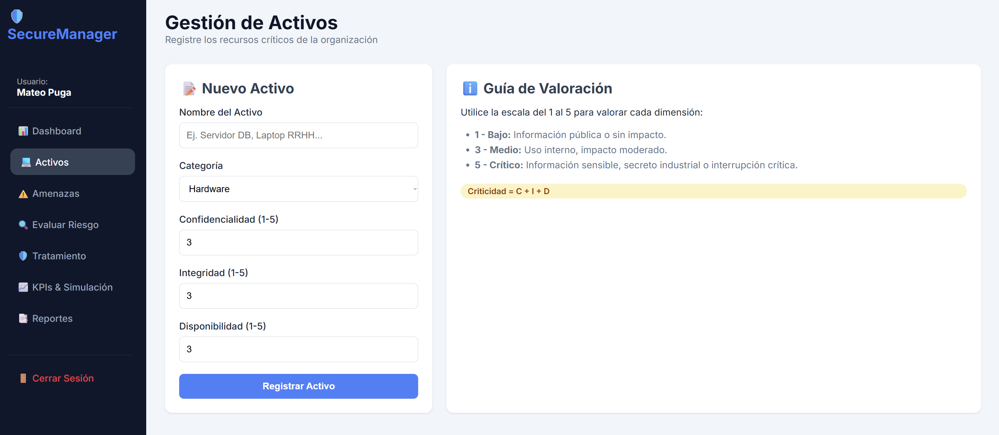 SecureManager
Usuario:
Mateo Puga
Dashboard
Activos
Amenazas
Evaluar Riesgo
Tratamiento
KPIs & Simulación
Reportes
Cerrar Sesión
Gestión de Activos
Registre los recursos críticos de la organización
Nuevo Activo
Nombre del Activo
Ej. Servidor DB, Laptop RRHH...
Categoría
Hardware
Confidencialidad (1-5)
3
Integridad (1-5)
3
Disponibilidad (1-5)
3
Registrar Activo
Guía de Valoración
Utilice la escala del 1 al 5 para valorar cada dimensión:
• 1 - Bajo: Información pública o sin impacto.
• 3 - Medio: Uso interno, impacto moderado.
• 5 - Crítico: Información sensible, secreto industrial o interrupción crítica.
Criticidad = C + I + D